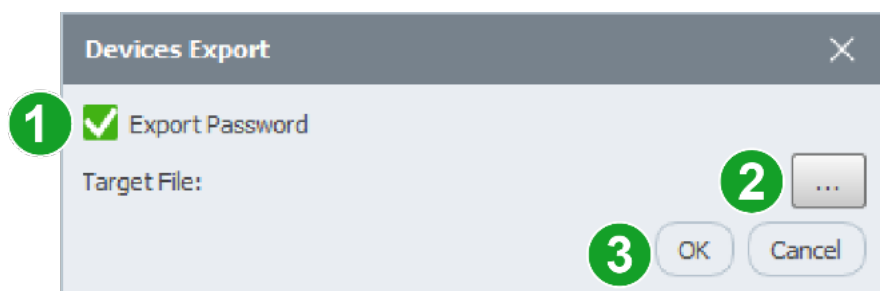 Devices Export
1 Export Password
Target File: 2 ...
3 OK Cancel